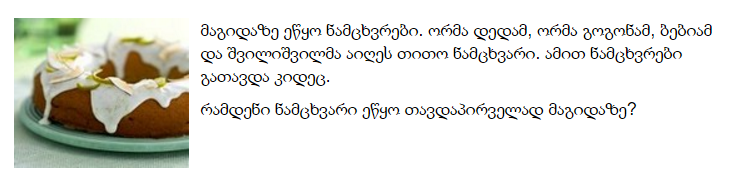 მაგიდაზე ეწყო ნამცხვრები. ორმა დედამ, ორმა გოგონამ, ბებიამ
და შვილიშვილმა აიღეს თითო ნამცხვარი. ამით ნამცხვრები
გათავდა კიდეც.
რამდენი ნამცხვარი ეწყო თავდაპირველად მაგიდაზე?